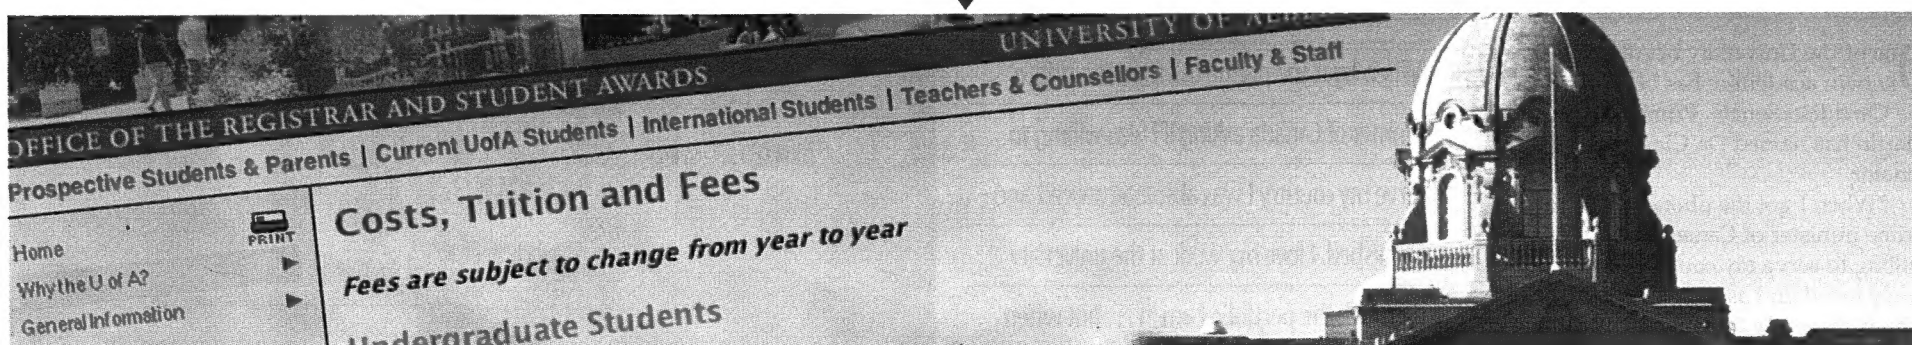 UNIVERSITY OF
OFFICE OF THE REGISTRAR AND STUDENT AWARDS
Prospective Students & Parents | Current UofA Students | International Students | Teachers & Counsellors | Faculty & Staff
PRINT
Home
Why the U of A?
General Information
Costs, Tuition and Fees
Fees are subject to change from year to year
Undergraduate Students